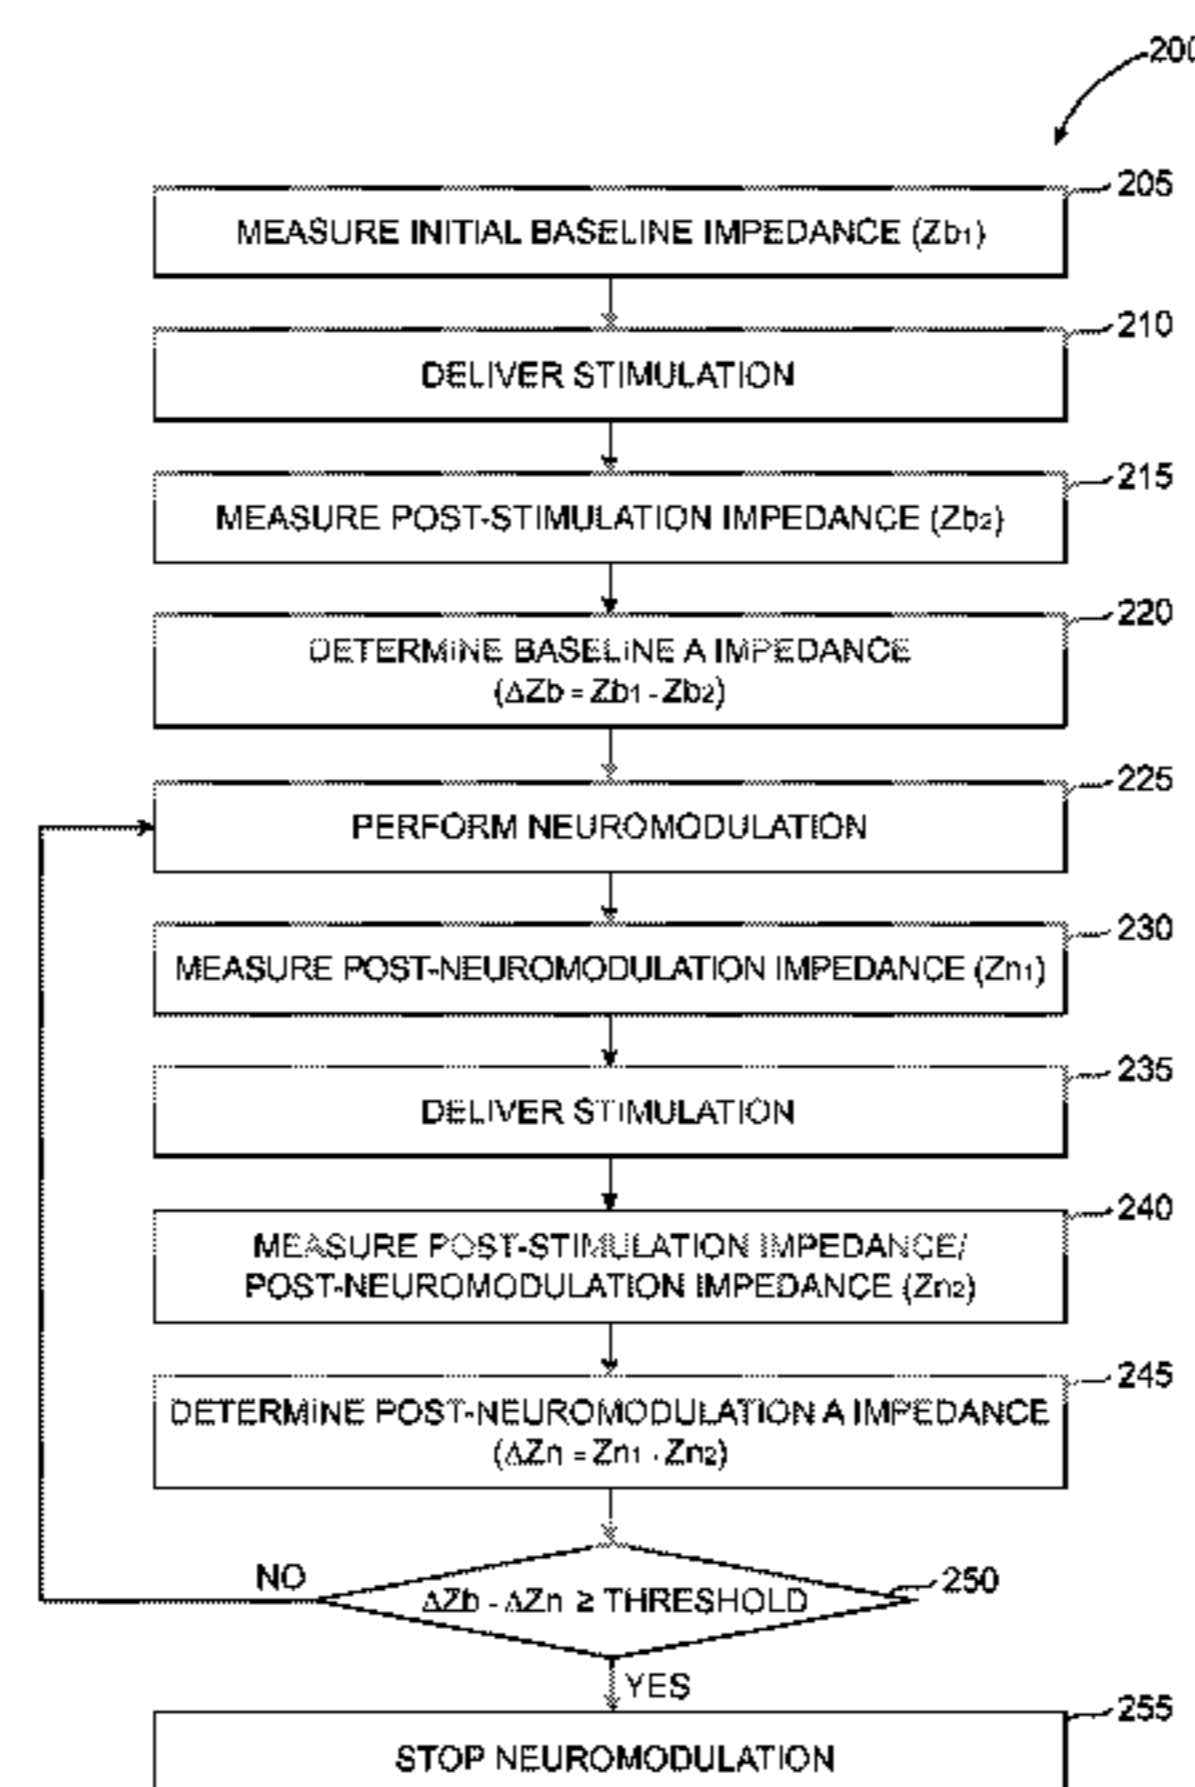 200
205
MEASURE INITIAL BASELINE IMPEDANCE (Zb1)
210
DELIVER STIMULATION
215
MEASURE POST-STIMULATION IMPEDANCE (Zb2)
220
DETERMINE BASELINE A IMPEDANCE
(ΔZb = Zb1 - Zb2)
225
PERFORM NEUROMODULATION
230
MEASURE POST-NEUROMODULATION IMPEDANCE (Zn1)
235
DELIVER STIMULATION
240
MEASURE POST-STIMULATION IMPEDANCE/
POST-NEUROMODULATION IMPEDANCE (Zn2)
245
DETERMINE POST-NEUROMODULATION A IMPEDANCE
(ΔZn = Zn1 - Zn2)
NO
ΔZb - ΔZn ≥ THRESHOLD
250
YES
255
STOP NEUROMODULATION